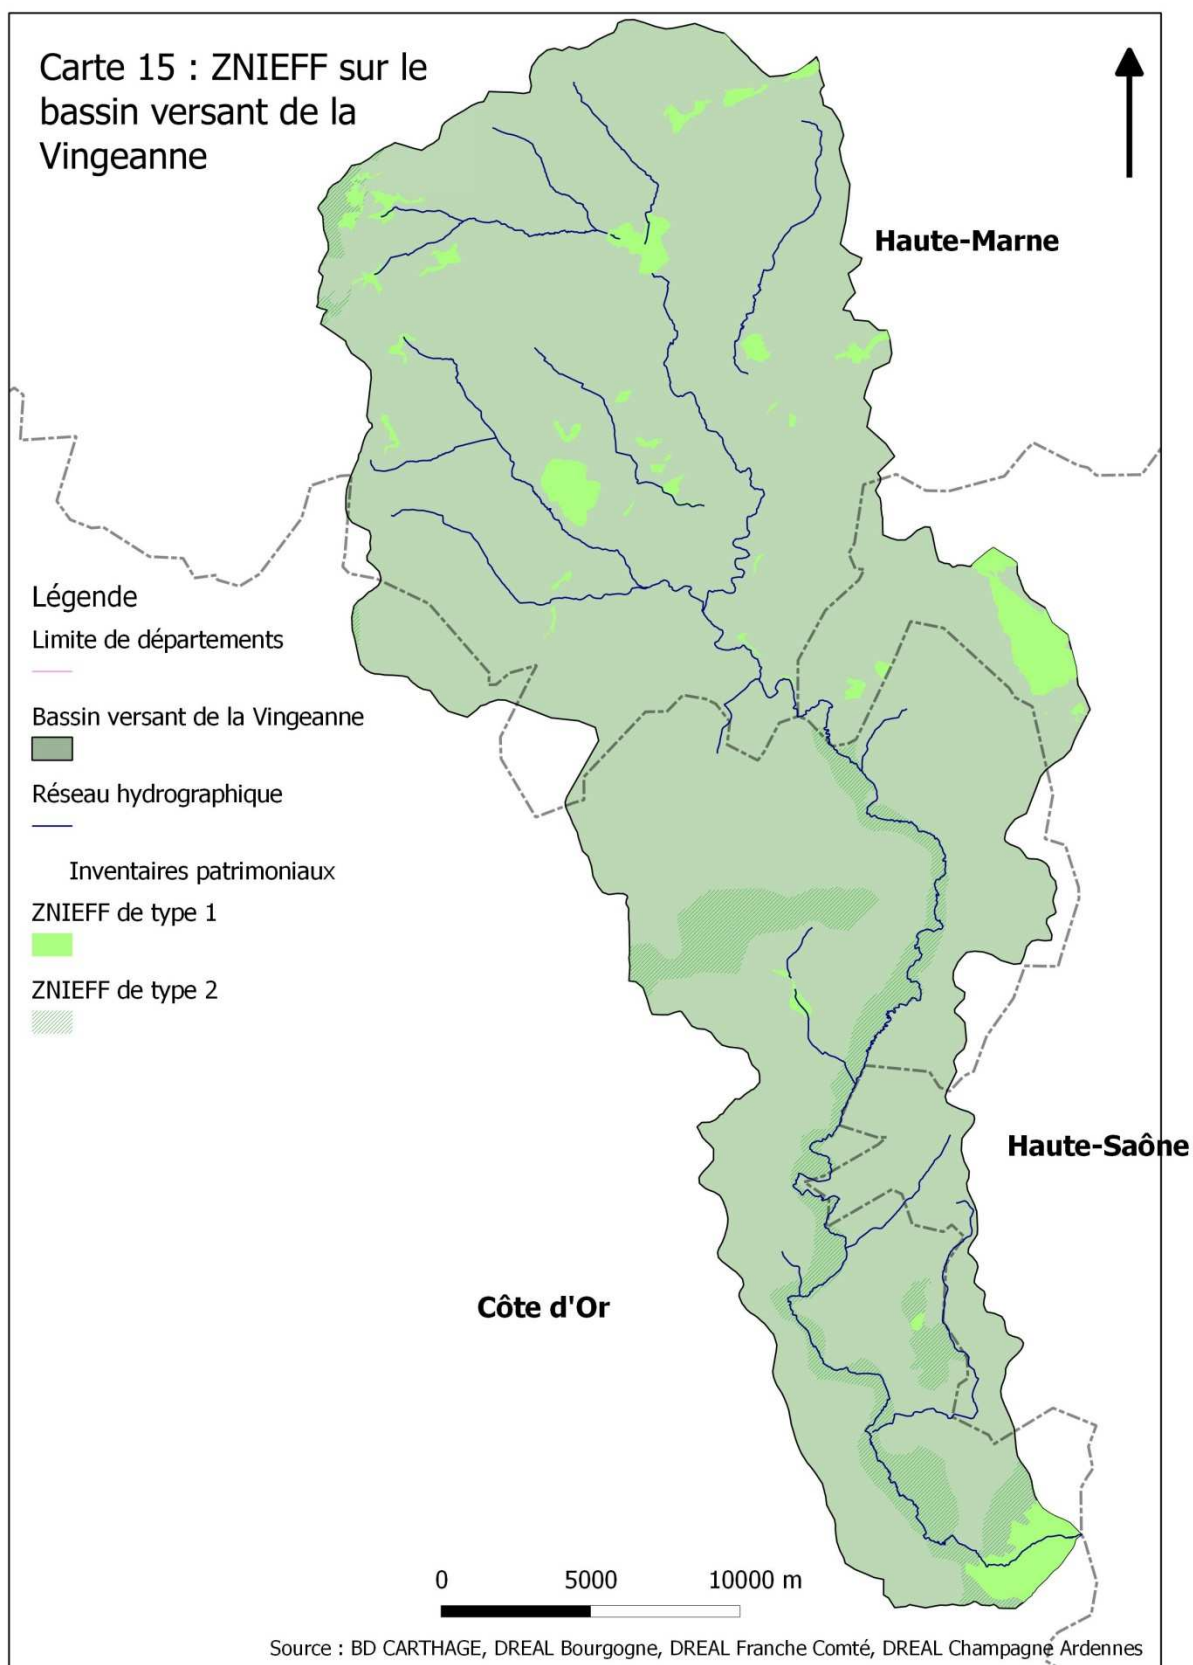 Carte 15 : ZNIEFF sur le
bassin versant de la
Vingeanne
Haute-Marne
Légende
Limite de départements
Bassin versant de la Vingeanne
Réseau hydrographique
Inventaires patrimoniaux
ZNIEFF de type 1
ZNIEFF de type 2
Haute-Saône
Côte d'Or
0 5000 10000 m
Source : BD CARTHAGE, DREAL Bourgogne, DREAL Franche Comté, DREAL Champagne Ardennes